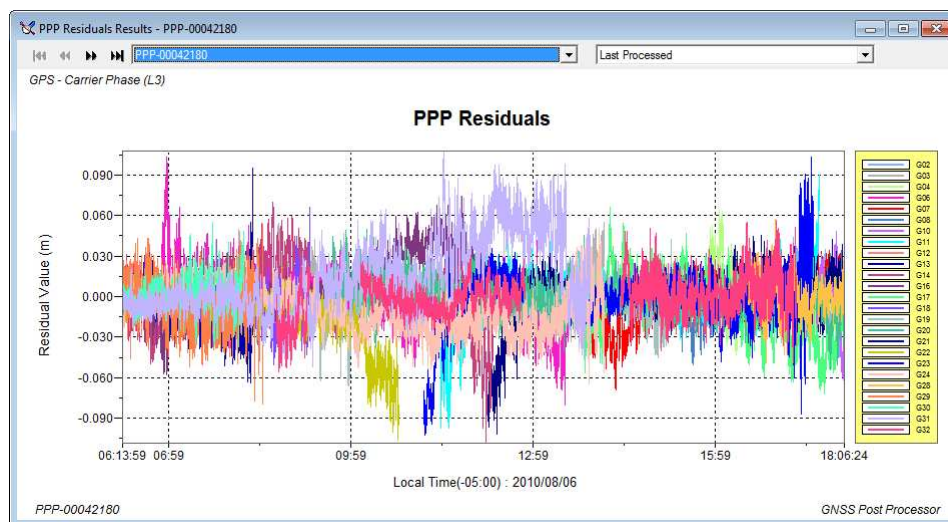 PPP Residuals Results - PPP-00042180
PPP-00042180
Last Processed
GPS - Carrier Phase (L3)
PPP Residuals
Residual Value (m)
0.090
0.060
0.030
0.000
-0.030
-0.060
-0.090
06:13:59 06:59 09:59 12:59 15:59 18:06:24
Local Time(-05:00) : 2010/08/06
G02
G03
G04
G06
G07
G08
G10
G11
G12
G13
G14
G16
G17
G18
G19
G20
G21
G22
G23
G24
G28
G29
G30
G31
G32
PPP-00042180
GNSS Post Processor